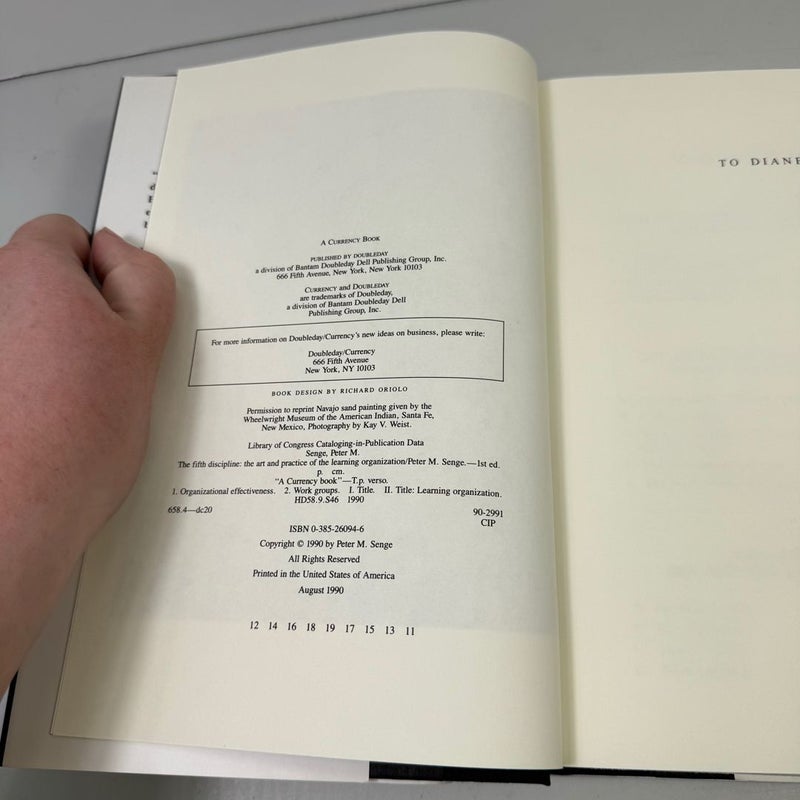 A CURRENCY BOOK
PUBLISHED BY DOUBLEDAY
a division of Bantam Doubleday Dell Publishing Group, Inc.
666 Fifth Avenue, New York, New York 10103
CURRENCY and DOUBLEDAY
are trademarks of Doubleday,
a division of Bantam Doubleday Dell
Publishing Group, Inc.
For more information on Doubleday/Currency's new ideas on business, please write:
Doubleday/Currency
666 Fifth Avenue
New York, NY 10103
BOOK DESIGN BY RICHARD ORIOLO
Permission to reprint Navajo sand painting given by the
Wheelwright Museum of the American Indian, Santa Fe,
New Mexico, Photography by Kay V. Weist.
Library of Congress Cataloging-in-Publication Data
Senge, Peter M.
The fifth discipline: the art and practice of the learning organization/Peter M. Senge.—1st ed.
p. cm.
"A Currency book"—T.p. verso.
1. Organizational effectiveness. 2. Work groups. I. Title. II. Title: Learning organization.
HD58.9.S46 1990
658.4—dc20 90-2991
CIP
ISBN 0-385-26094-6
Copyright © 1990 by Peter M. Senge
All Rights Reserved
Printed in the United States of America
August 1990
12 14 16 18 19 17 15 13 11
TO DIANE